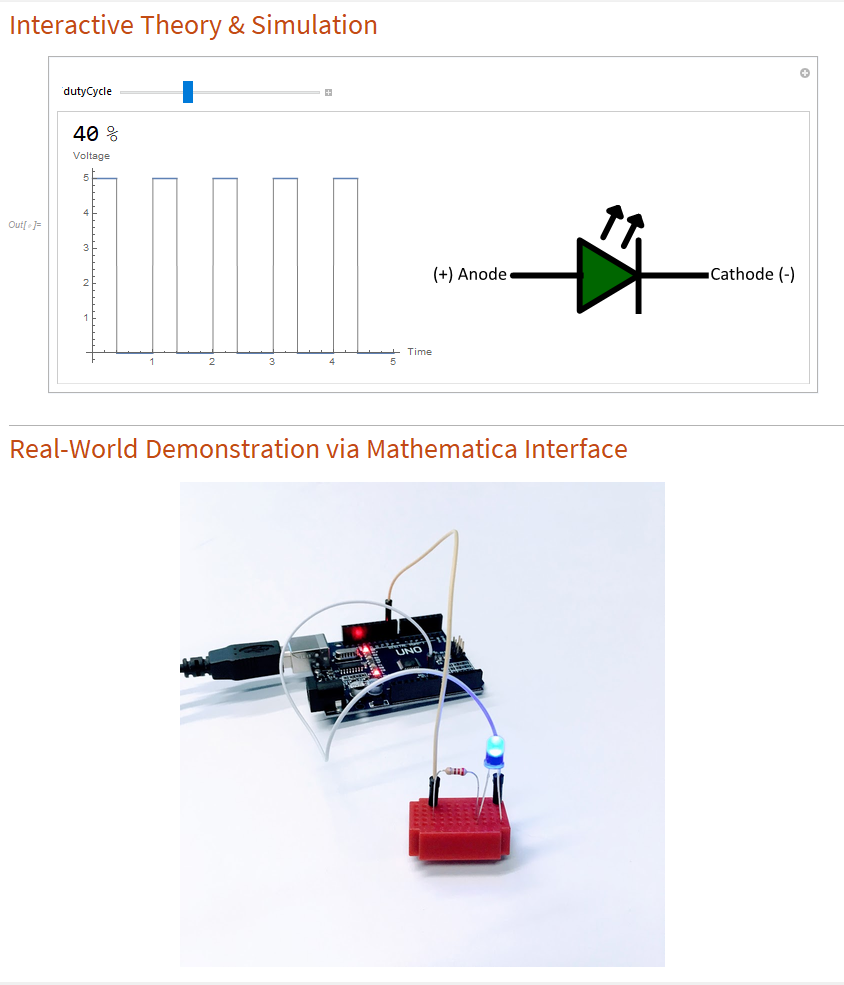 Interactive Theory & Simulation
dutyCycle
40 %
Voltage
5
4
3
2
1
Out[ ]=
1 2 3 4 5
Time
(+) Anode
Cathode (-)
Real-World Demonstration via Mathematica Interface
UNO